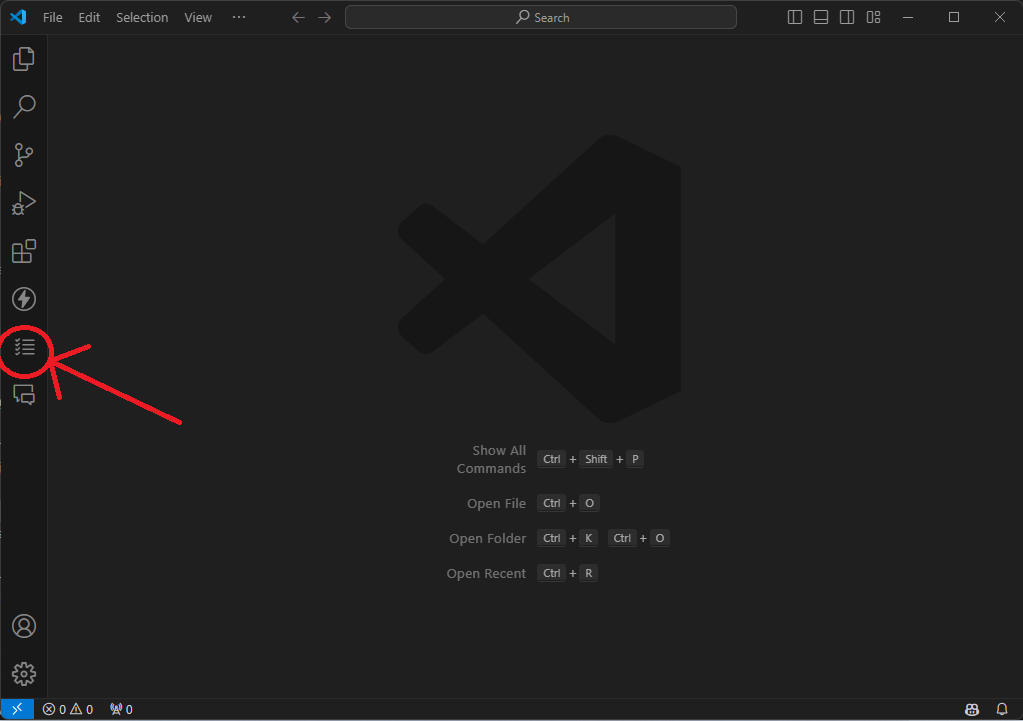 File Edit Selection View ···
Search
Show All
Commands
Ctrl + Shift + P
Open File Ctrl + O
Open Folder Ctrl + K Ctrl + O
Open Recent Ctrl + R
0 0 0